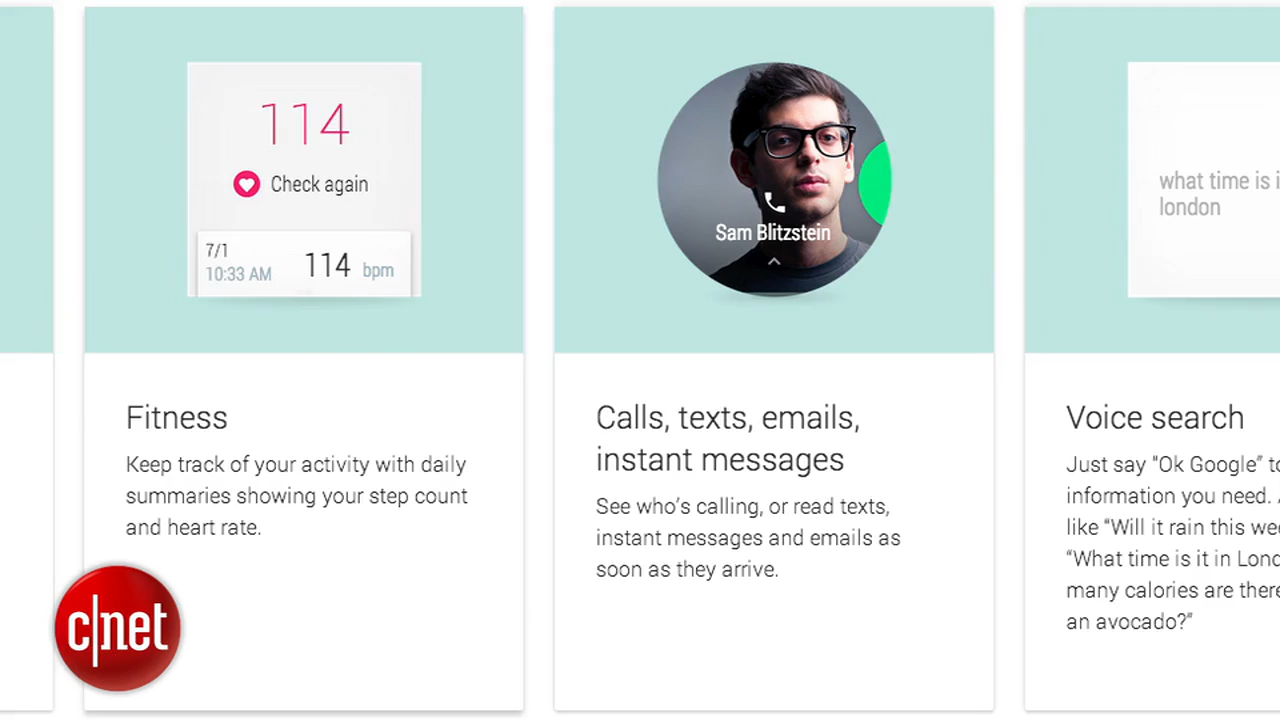 114
Check again
7/1
10:33 AM
114 bpm
Fitness
Keep track of your activity with daily
summaries showing your step count
and heart rate.
Sam Blitzstein
Calls, texts, emails,
instant messages
See who's calling, or read texts,
instant messages and emails as
soon as they arrive.
what time is i
london
Voice search
Just say "Ok Google" to
information you need. A
like "Will it rain this wee
"What time is it in Lond
many calories are there
an avocado?"
c|net